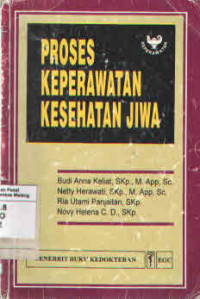 PROSES
KEPERAWATAN
KESEHATAN JIWA
Budi Anna Keliat, SKp., M. App, Sc.
Netty Herawati, SKp., M. App, Sc.
Ria Utami Panjaitan, SKp.
Novy Helena C. D., SKp.
PENERBIT BUKU KEDOKTERAN EGC